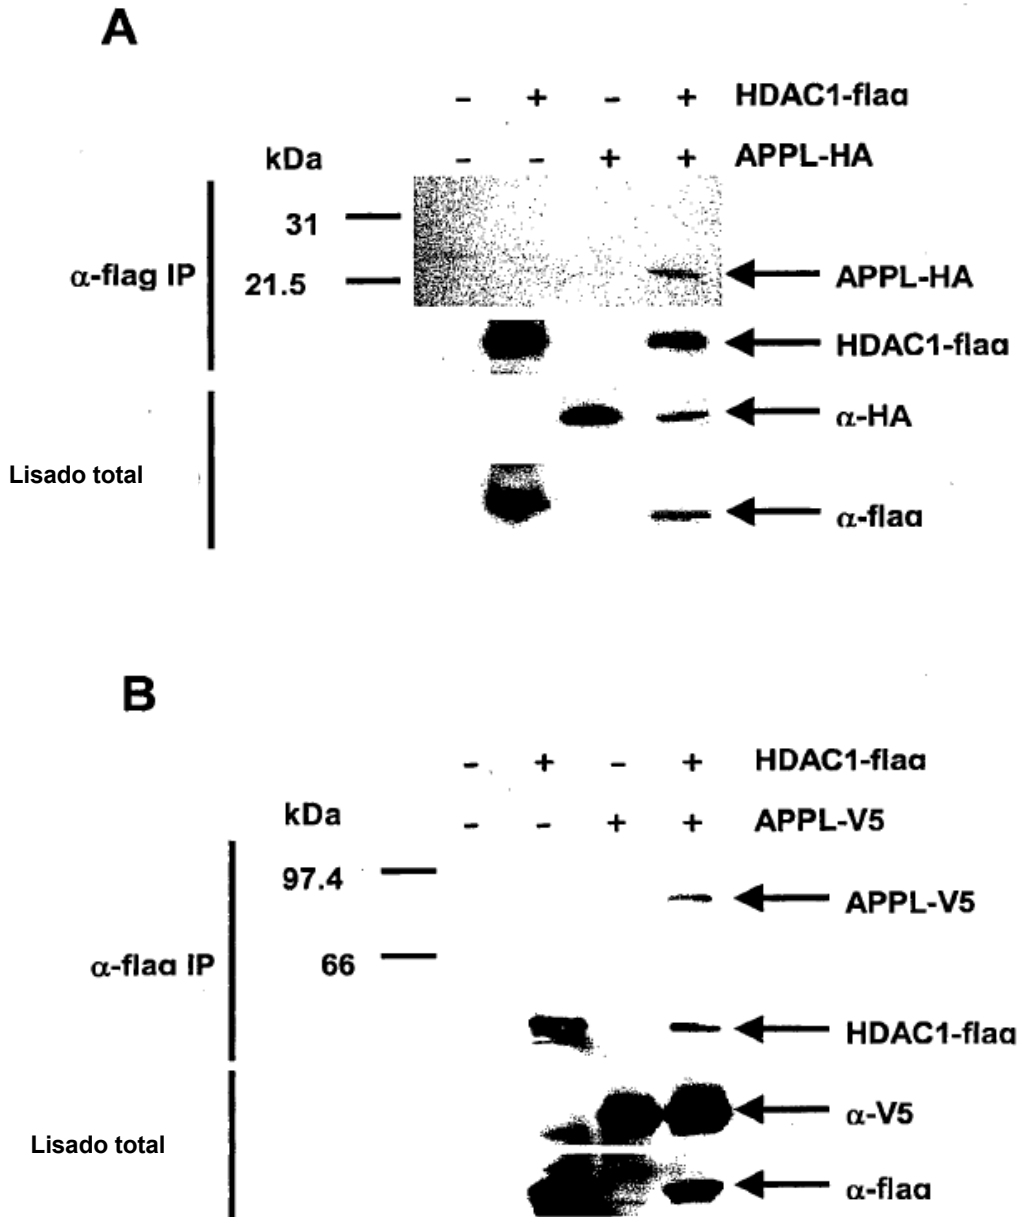 A
- + - + HDAC1-flag
kDa - - + + APPL-HA
31
α-flag IP
21.5
APPL-HA
HDAC1-flag
α-HA
Lisado total
α-flag
B
- + - + HDAC1-flag
kDa - - + + APPL-V5
97.4
APPL-V5
α-flag IP
66
HDAC1-flag
α-V5
Lisado total
α-flag